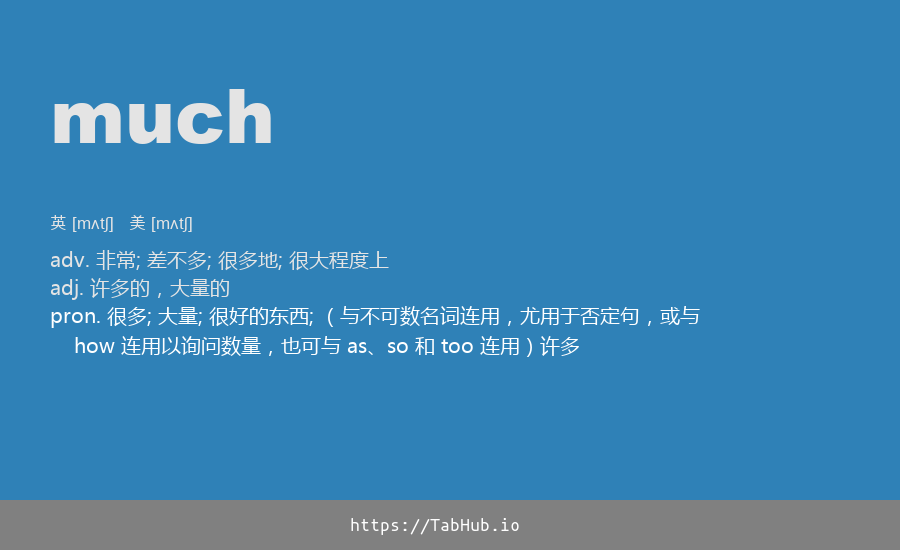 much
英 [mʌtʃ] 美 [mʌtʃ]
adv. 非常; 差不多; 很多地; 很大程度上
adj. 许多的，大量的
pron. 很多; 大量; 很好的东西; （与不可数名词连用，尤用于否定句，或与
how 连用以询问数量，也可与 as、so 和 too 连用）许多
https://TabHub.io